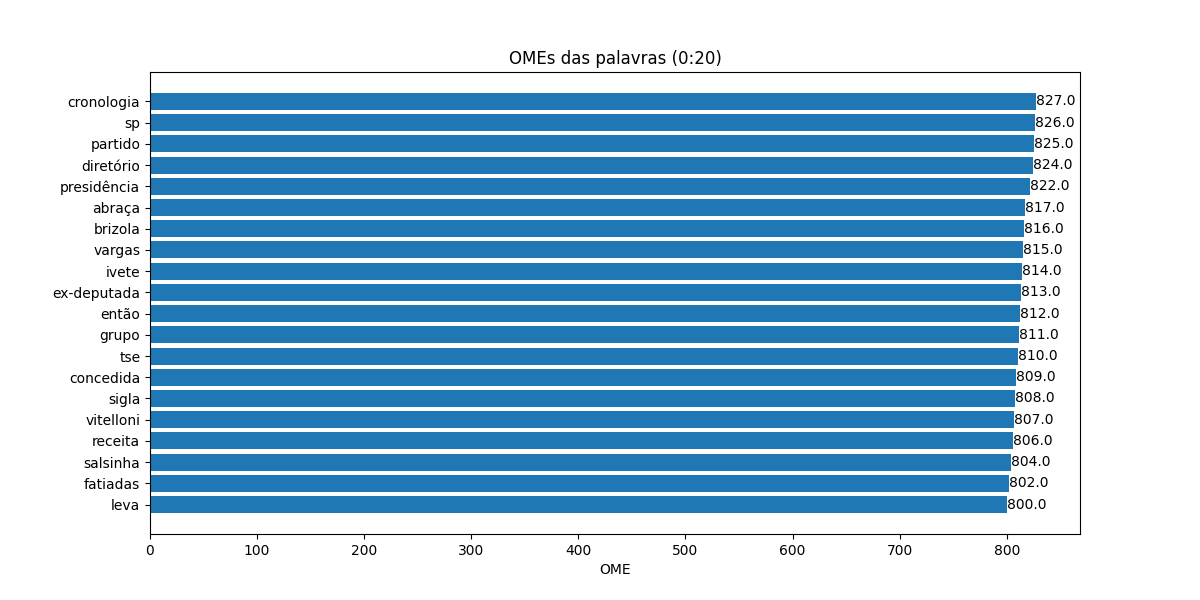 OMEs das palavras (0:20)
cronologia 827.0
sp 826.0
partido 825.0
diretório 824.0
presidência 822.0
abraça 817.0
brizola 816.0
vargas 815.0
ivete 814.0
ex-deputada 813.0
então 812.0
grupo 811.0
tse 810.0
concedida 809.0
sigla 808.0
vitelloni 807.0
receita 806.0
salsinha 804.0
fatiadas 802.0
leva 800.0
0 100 200 300 400 500 600 700 800
OME